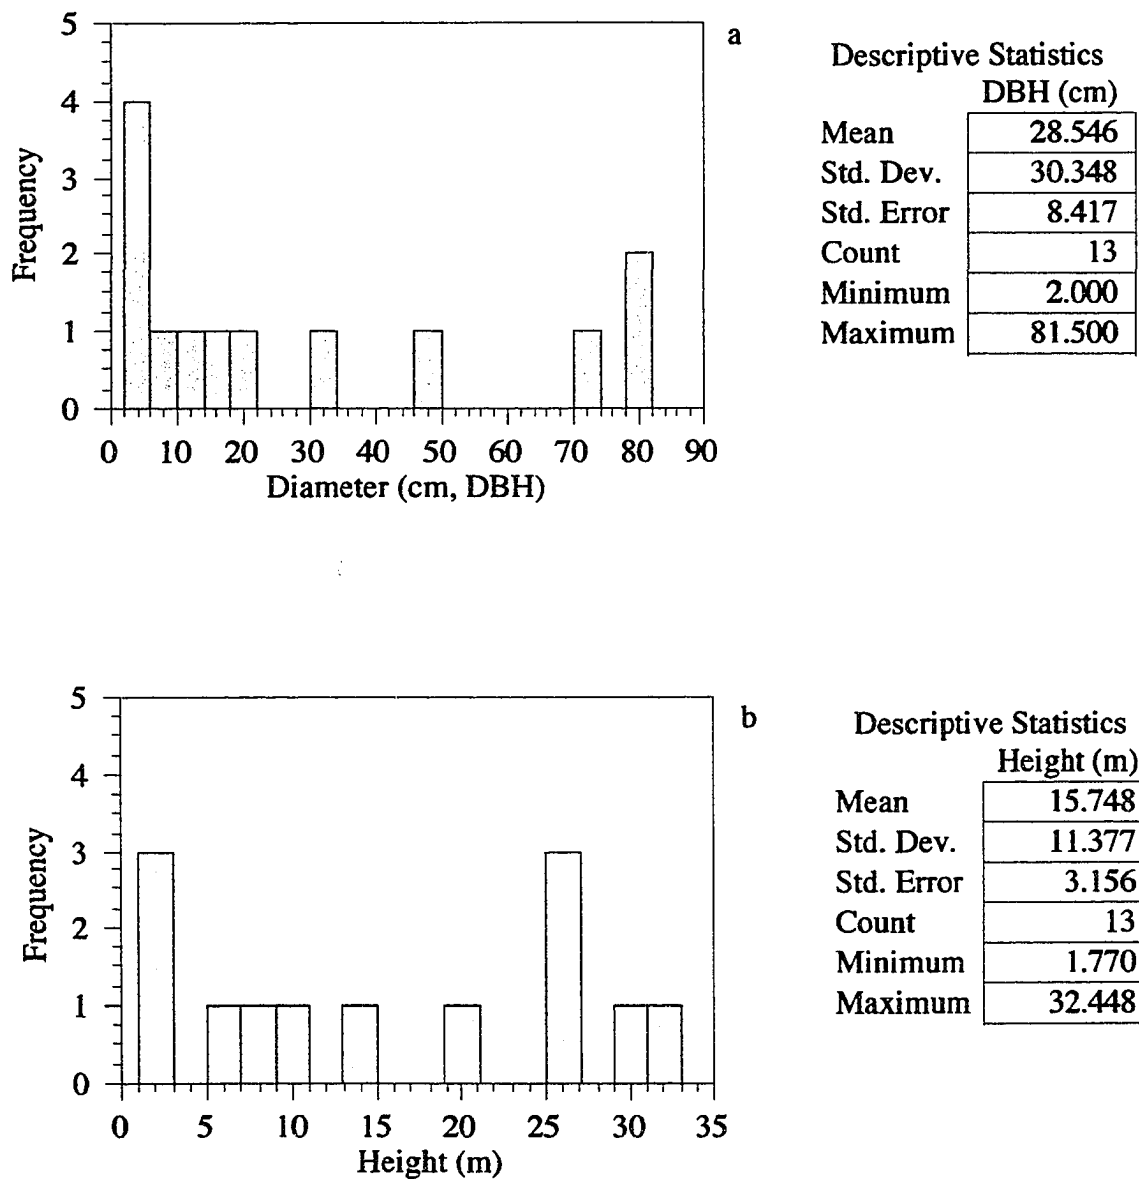 a
5
4
3
2
1
0
Frequency
0 10 20 30 40 50 60 70 80 90
Diameter (cm, DBH)
Descriptive Statistics
DBH (cm)
Mean 28.546
Std. Dev. 30.348
Std. Error 8.417
Count 13
Minimum 2.000
Maximum 81.500
b
5
4
3
2
1
0
Frequency
0 5 10 15 20 25 30 35
Height (m)
Descriptive Statistics
Height (m)
Mean 15.748
Std. Dev. 11.377
Std. Error 3.156
Count 13
Minimum 1.770
Maximum 32.448